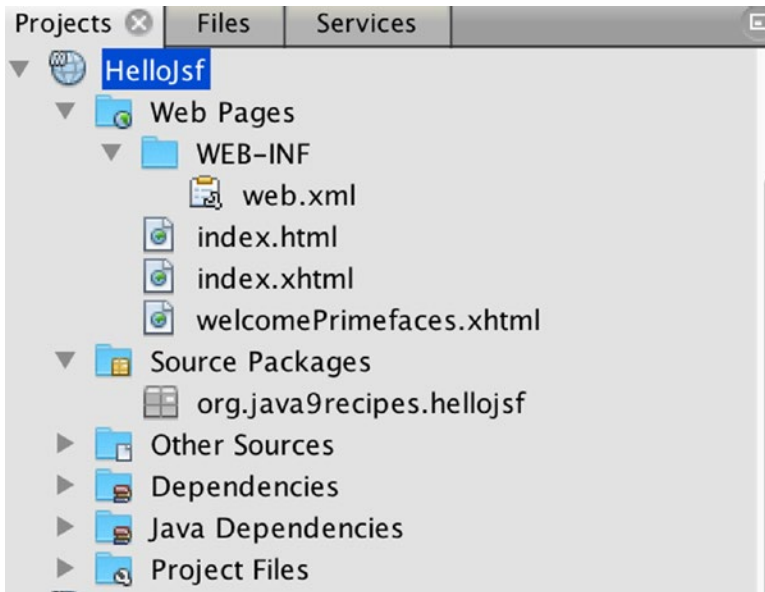 Projects Files Services
HelloJsf
Web Pages
WEB-INF
web.xml
index.html
index.xhtml
welcomePrimefaces.xhtml
Source Packages
org.java9recipes.hellojsf
Other Sources
Dependencies
Java Dependencies
Project Files